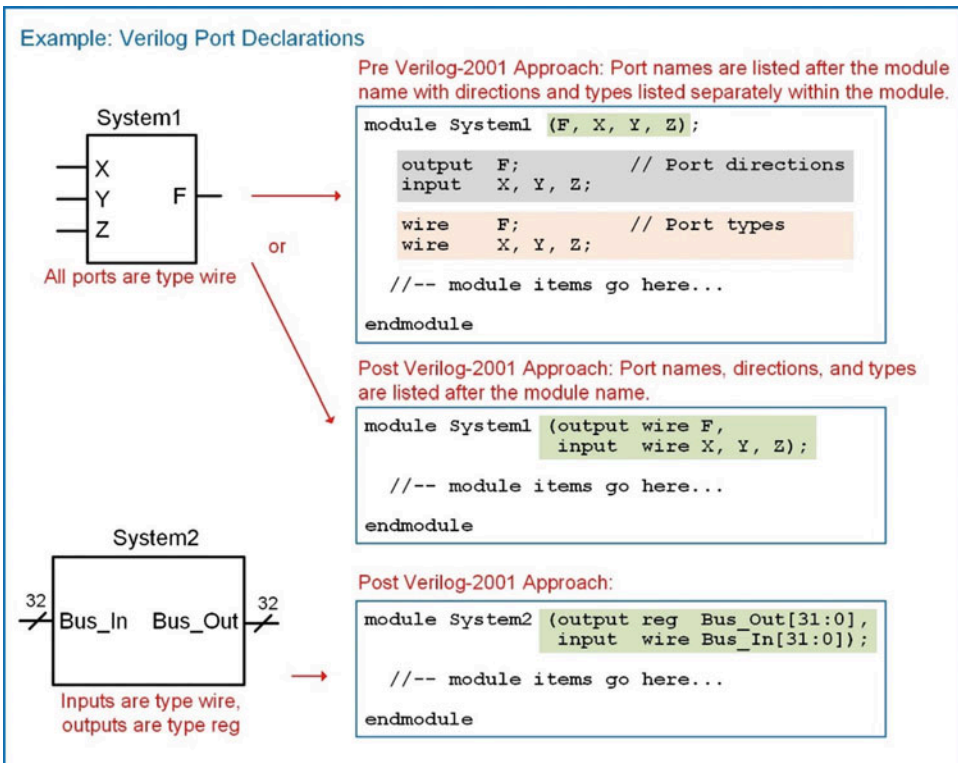 Example: Verilog Port Declarations
Pre Verilog-2001 Approach: Port names are listed after the module
name with directions and types listed separately within the module.
System1
X
Y
Z
F
All ports are type wire
or
module System1 (F, X, Y, Z);
output F; // Port directions
input X, Y, Z;
wire F; // Port types
wire X, Y, Z;
//-- module items go here...
endmodule
Post Verilog-2001 Approach: Port names, directions, and types
are listed after the module name.
module System1 (output wire F,
input wire X, Y, Z);
//-- module items go here...
endmodule
System2
32
Bus_In Bus_Out
32
Inputs are type wire,
outputs are type reg
Post Verilog-2001 Approach:
module System2 (output reg Bus_Out[31:0],
input wire Bus_In[31:0]);
//-- module items go here...
endmodule